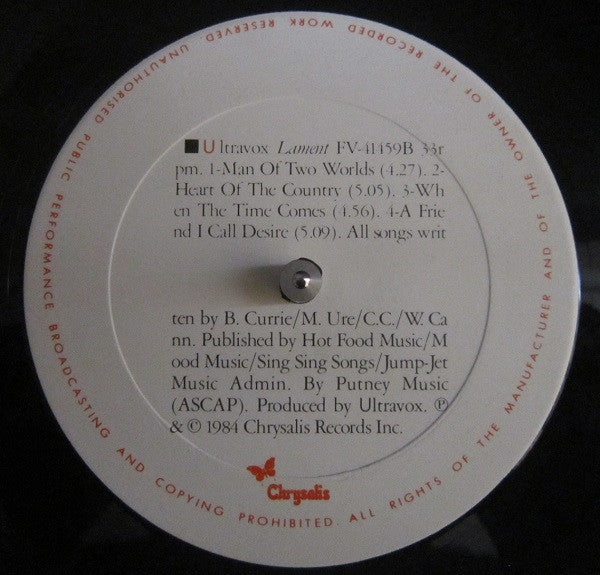 ■ Ultravox Lament FV-41459B 33r
pm. 1-Man Of Two Worlds (4.27). 2-
Heart Of The Country (5.05). 3-Wh
en The Time Comes (4.56). 4-A Frie
nd I Call Desire (5.09). All songs writ
ten by B. Currie/M. Ure/C.C./W. Ca
nn. Published by Hot Food Music/M
ood Music/Sing Sing Songs/Jump-Jet
Music Admin. By Putney Music
(ASCAP). Produced by Ultravox. ℗
& © 1984 Chrysalis Records Inc.
Chrysalis
ALL RIGHTS OF THE MANUFACTURER AND OF THE OWNER OF THE RECORDED WORK RESERVED. UNAUTHORISED PUBLIC PERFORMANCE BROADCASTING AND COPYING PROHIBITED.